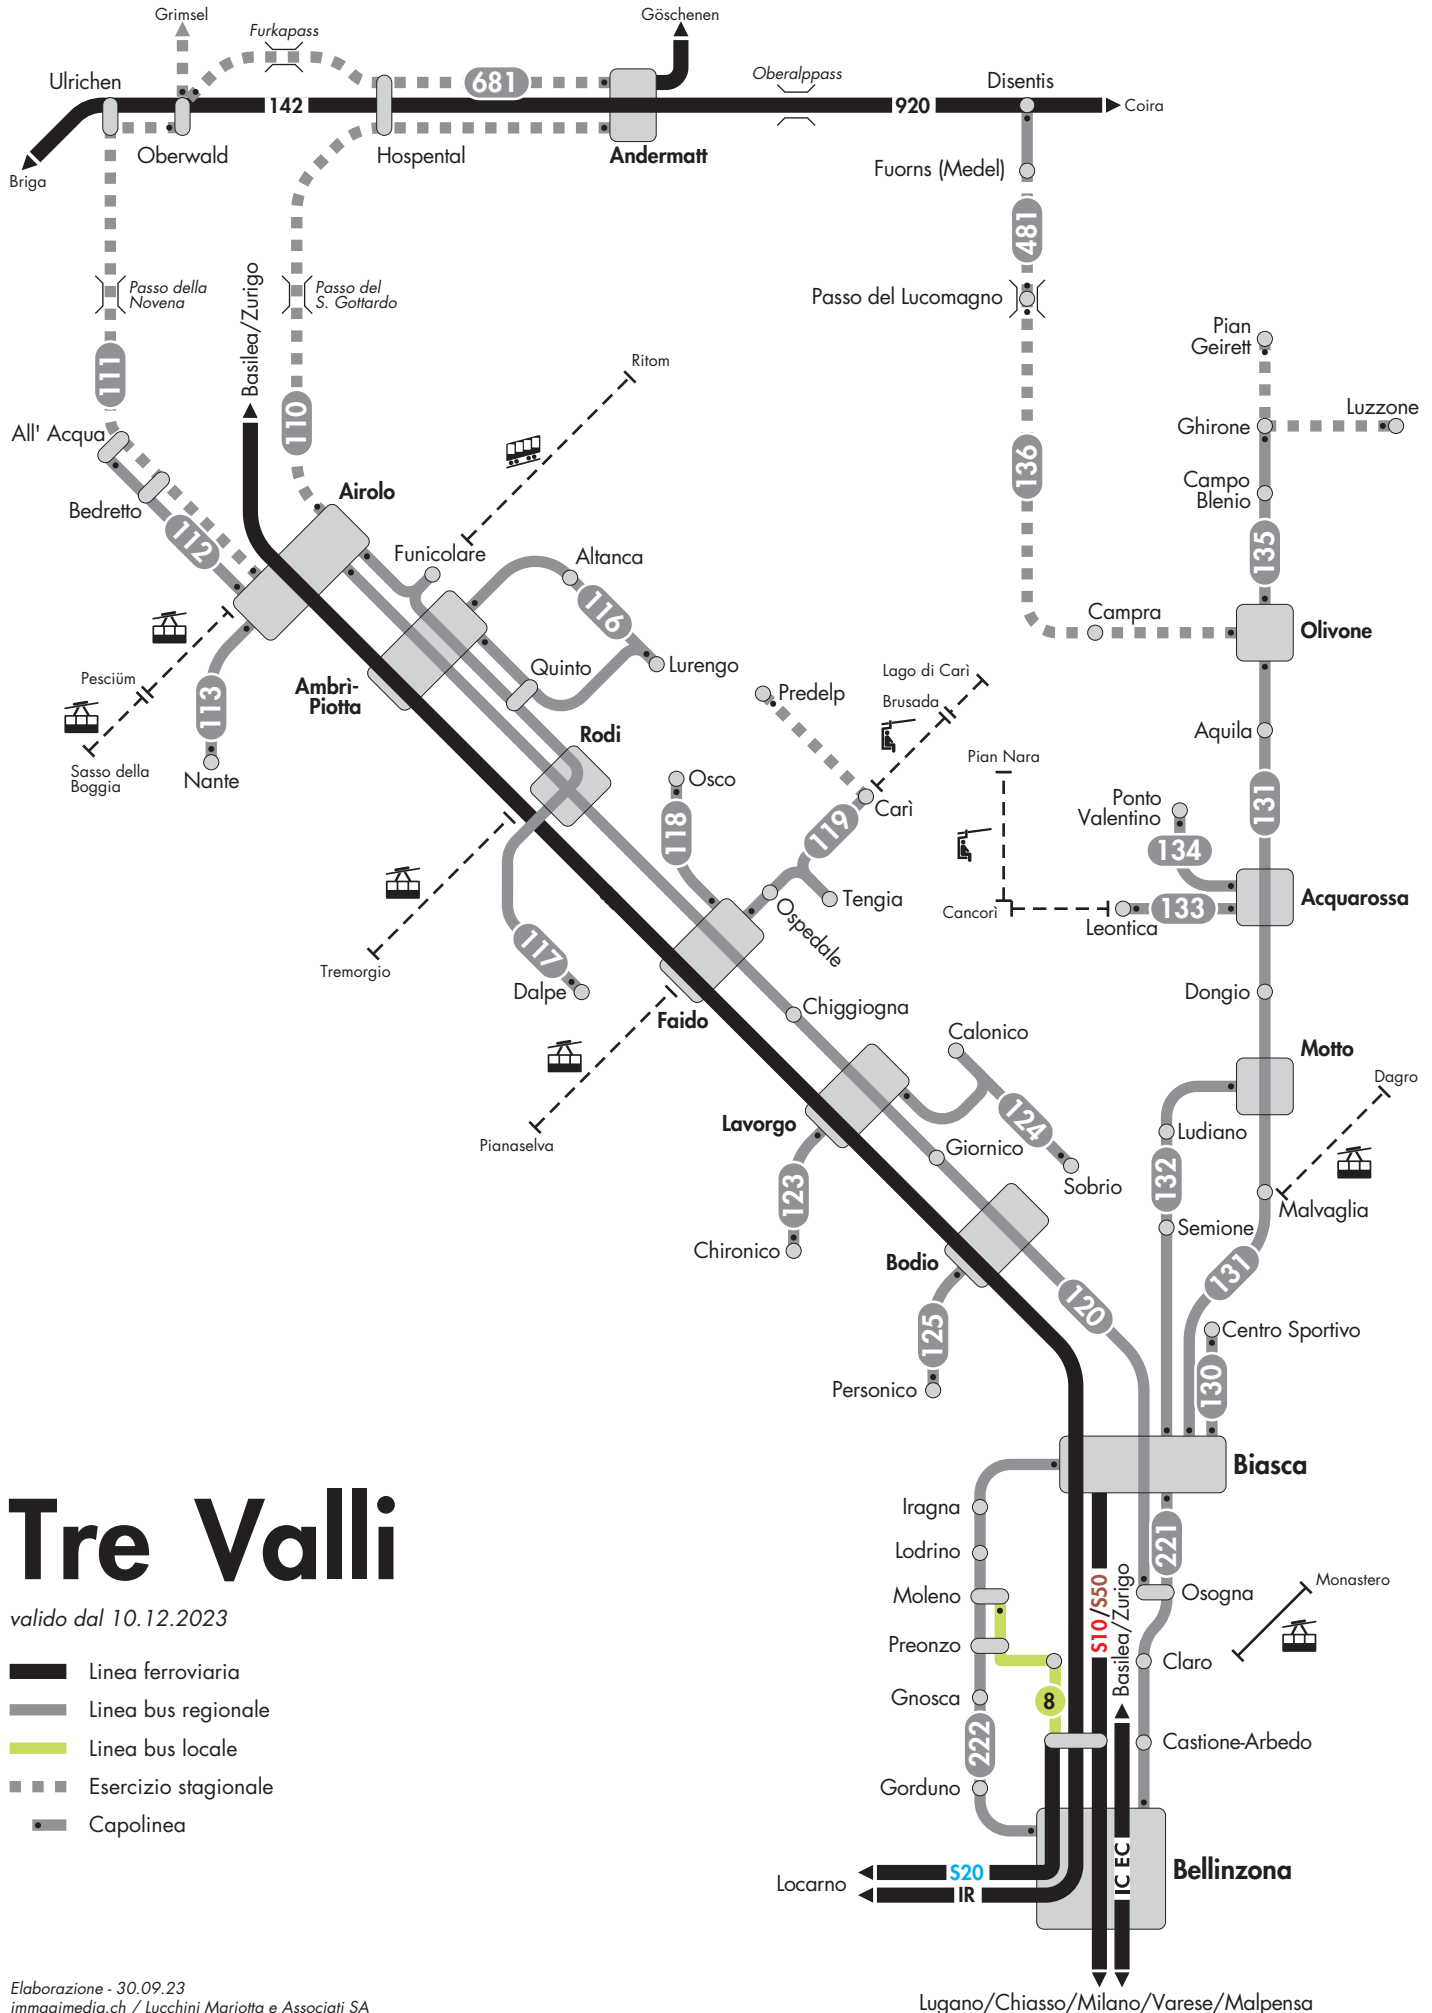 Grimsel
Furkapass
Göschenen
Ulrichen
681
Oberalppass
Disentis
142
920
Coira
Oberwald
Hospental
Andermatt
Briga
Fuorns (Medel)
481
Passo della
Novena
Basilea/Zurigo
Passo del
S. Gottardo
Passo del Lucomagno
Pian
Geirett
111
Ritom
110
Luzzone
All' Acqua
Ghirone
136
Campo
Blenio
Bedretto
Airolo
112
135
Funicolare
Altanca
116
Campra
Olivone
Pesciüm
113
Ambrì-
Piotta
Quinto
Lurengo
Lago di Carì
Predelp
Brusada
Aquila
Rodi
Sasso della
Boggia
Nante
Osco
Pian Nara
Carì
Ponto
Valentino
131
118
119
134
Tengia
Acquarossa
Cancorì
133
Leontica
Ospedale
117
Tremorgio
Dalpe
Dongio
Faido
Chiggiogna
Calonico
Motto
Dagro
Lavorgo
124
Ludiano
Pianaselva
Giornico
132
123
Sobrio
Malvaglia
Semione
Chironico
Bodio
131
120
125
Centro Sportivo
130
Personico
Biasca
Iragna
221
Lodrino
Tre Valli
Moleno
S10/S50
Basilea/Zurigo
Osogna
Monastero
valido dal 10.12.2023
Preonzo
Claro
Linea ferroviaria
Gnosca
8
Linea bus regionale
222
Castione-Arbedo
Linea bus locale
Esercizio stagionale
Gorduno
Capolinea
IC EC
Bellinzona
Locarno
S20
IR
Elaborazione - 30.09.23
immagimedia.ch / Lucchini Mariotta e Associati SA
Lugano/Chiasso/Milano/Varese/Malpensa